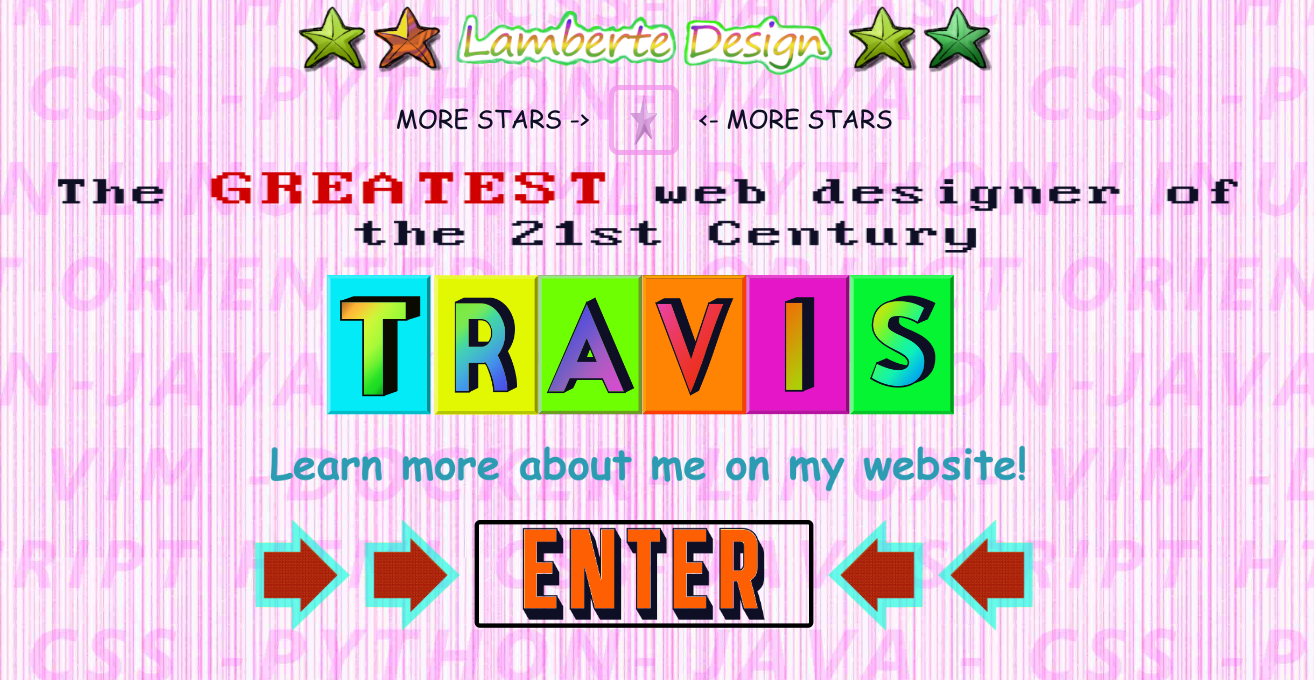 Lamberte Design
MORE STARS -> <- MORE STARS
The GREATEST web designer of
the 21st Century
TRAVIS
Learn more about me on my website!
ENTER